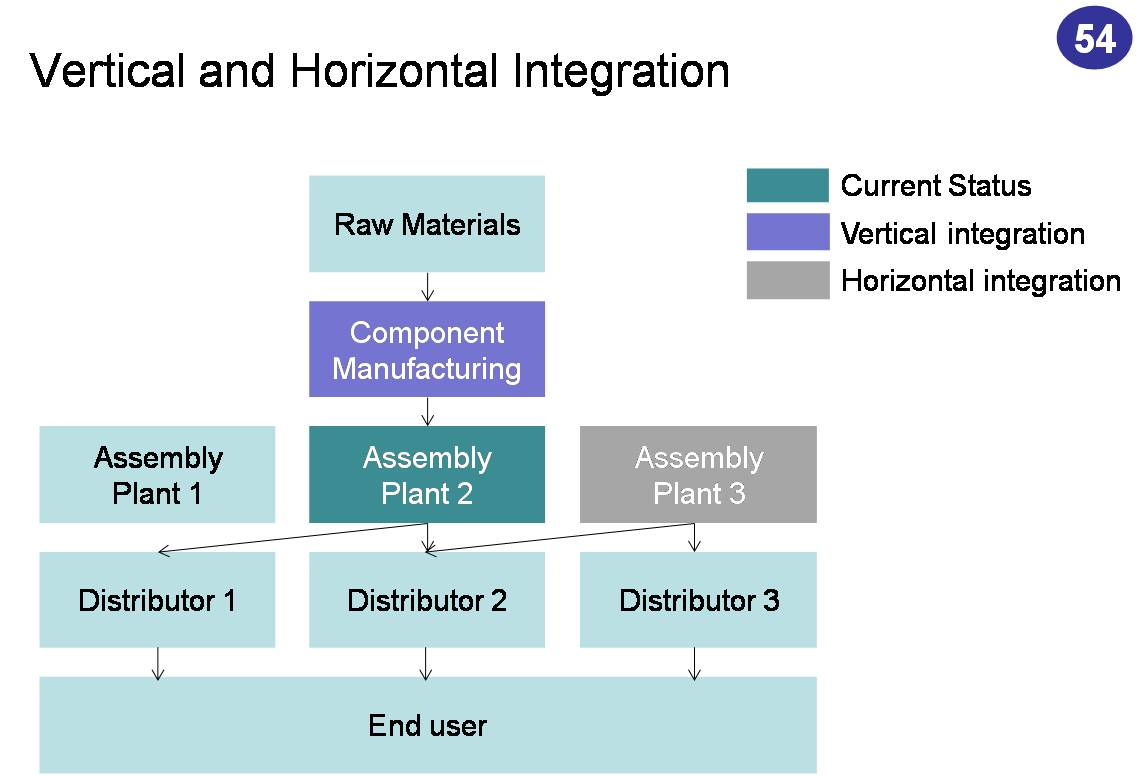 54
Vertical and Horizontal Integration
Current Status
Vertical integration
Horizontal integration
Raw Materials
Component
Manufacturing
Assembly
Plant 1
Assembly
Plant 2
Assembly
Plant 3
Distributor 1
Distributor 2
Distributor 3
End user